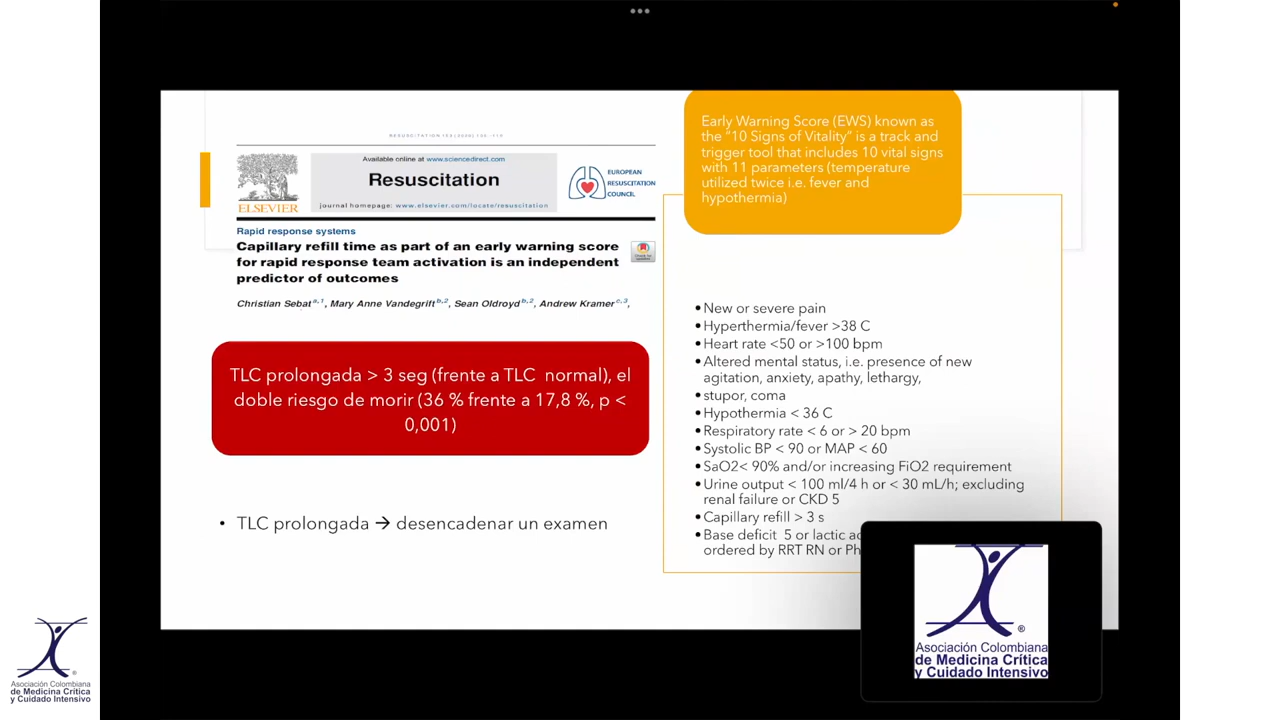 RESUSCITATION
Available online at www.sciencedirect.com
Resuscitation
journal homepage: www.elsevier.com/locate/resuscitation
ELSEVIER
EUROPEAN
RESUSCITATION
COUNCIL
Rapid response systems
Capillary refill time as part of an early warning score
for rapid response team activation is an independent
predictor of outcomes
Christian Sebat a,1, Mary Anne Vandegrift b,2, Sean Oldroyd b,2, Andrew Kramer c,3,
TLC prolongada > 3 seg (frente a TLC normal), el
doble riesgo de morir (36 % frente a 17,8 %, p <
0,001)
• TLC prolongada → desencadenar un examen
Early Warning Score (EWS) known as
the "10 Signs of Vitality" is a track and
trigger tool that includes 10 vital signs
with 11 parameters (temperature
utilized twice i.e. fever and
hypothermia)
• New or severe pain
• Hyperthermia/fever >38 C
• Heart rate <50 or >100 bpm
• Altered mental status, i.e. presence of new
agitation, anxiety, apathy, lethargy,
• stupor, coma
• Hypothermia < 36 C
• Respiratory rate < 6 or > 20 bpm
• Systolic BP < 90 or MAP < 60
• SaO2< 90% and/or increasing FiO2 requirement
• Urine output < 100 ml/4 h or < 30 mL/h; excluding
renal failure or CKD 5
• Capillary refill > 3 s
• Base deficit 5 or lactic
ordered by RRT RN or
Asociación Colombiana
de Medicina Crítica
y Cuidado Intensivo
Asociación Colombiana
de Medicina Crítica
y Cuidado Intensivo